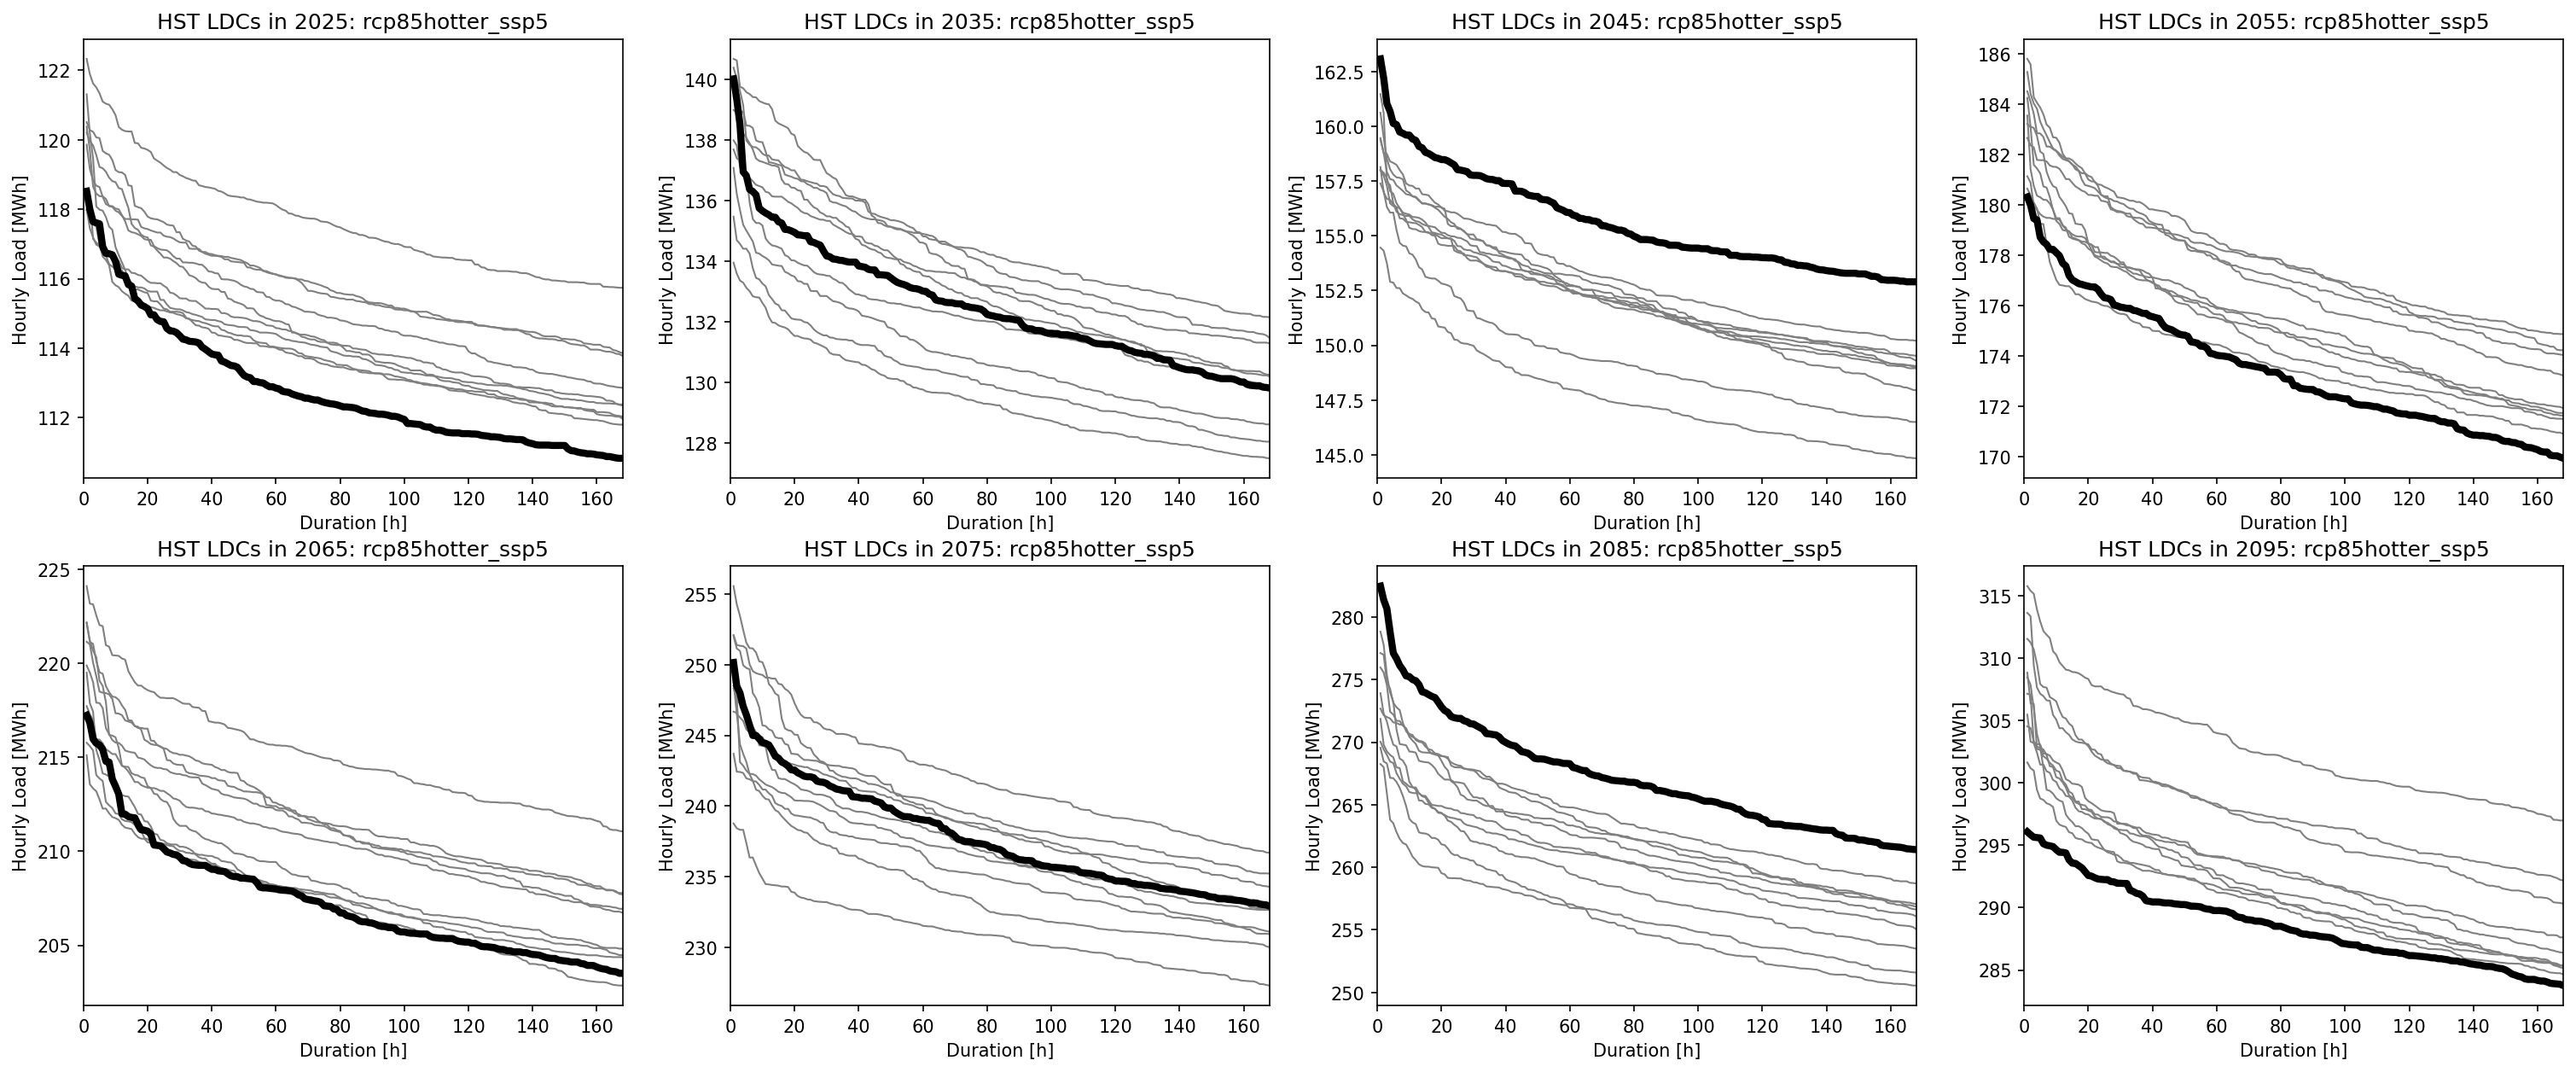 HST LDCs in 2025: rcp85hotter_ssp5
Hourly Load [MWh]
122
120
118
116
114
112
0 20 40 60 80 100 120 140 160
Duration [h]
HST LDCs in 2035: rcp85hotter_ssp5
Hourly Load [MWh]
140
138
136
134
132
130
128
0 20 40 60 80 100 120 140 160
Duration [h]
HST LDCs in 2045: rcp85hotter_ssp5
Hourly Load [MWh]
162.5
160.0
157.5
155.0
152.5
150.0
147.5
145.0
0 20 40 60 80 100 120 140 160
Duration [h]
HST LDCs in 2055: rcp85hotter_ssp5
Hourly Load [MWh]
186
184
182
180
178
176
174
172
170
0 20 40 60 80 100 120 140 160
Duration [h]
HST LDCs in 2065: rcp85hotter_ssp5
Hourly Load [MWh]
225
220
215
210
205
0 20 40 60 80 100 120 140 160
Duration [h]
HST LDCs in 2075: rcp85hotter_ssp5
Hourly Load [MWh]
255
250
245
240
235
230
0 20 40 60 80 100 120 140 160
Duration [h]
HST LDCs in 2085: rcp85hotter_ssp5
Hourly Load [MWh]
280
275
270
265
260
255
250
0 20 40 60 80 100 120 140 160
Duration [h]
HST LDCs in 2095: rcp85hotter_ssp5
Hourly Load [MWh]
315
310
305
300
295
290
285
0 20 40 60 80 100 120 140 160
Duration [h]